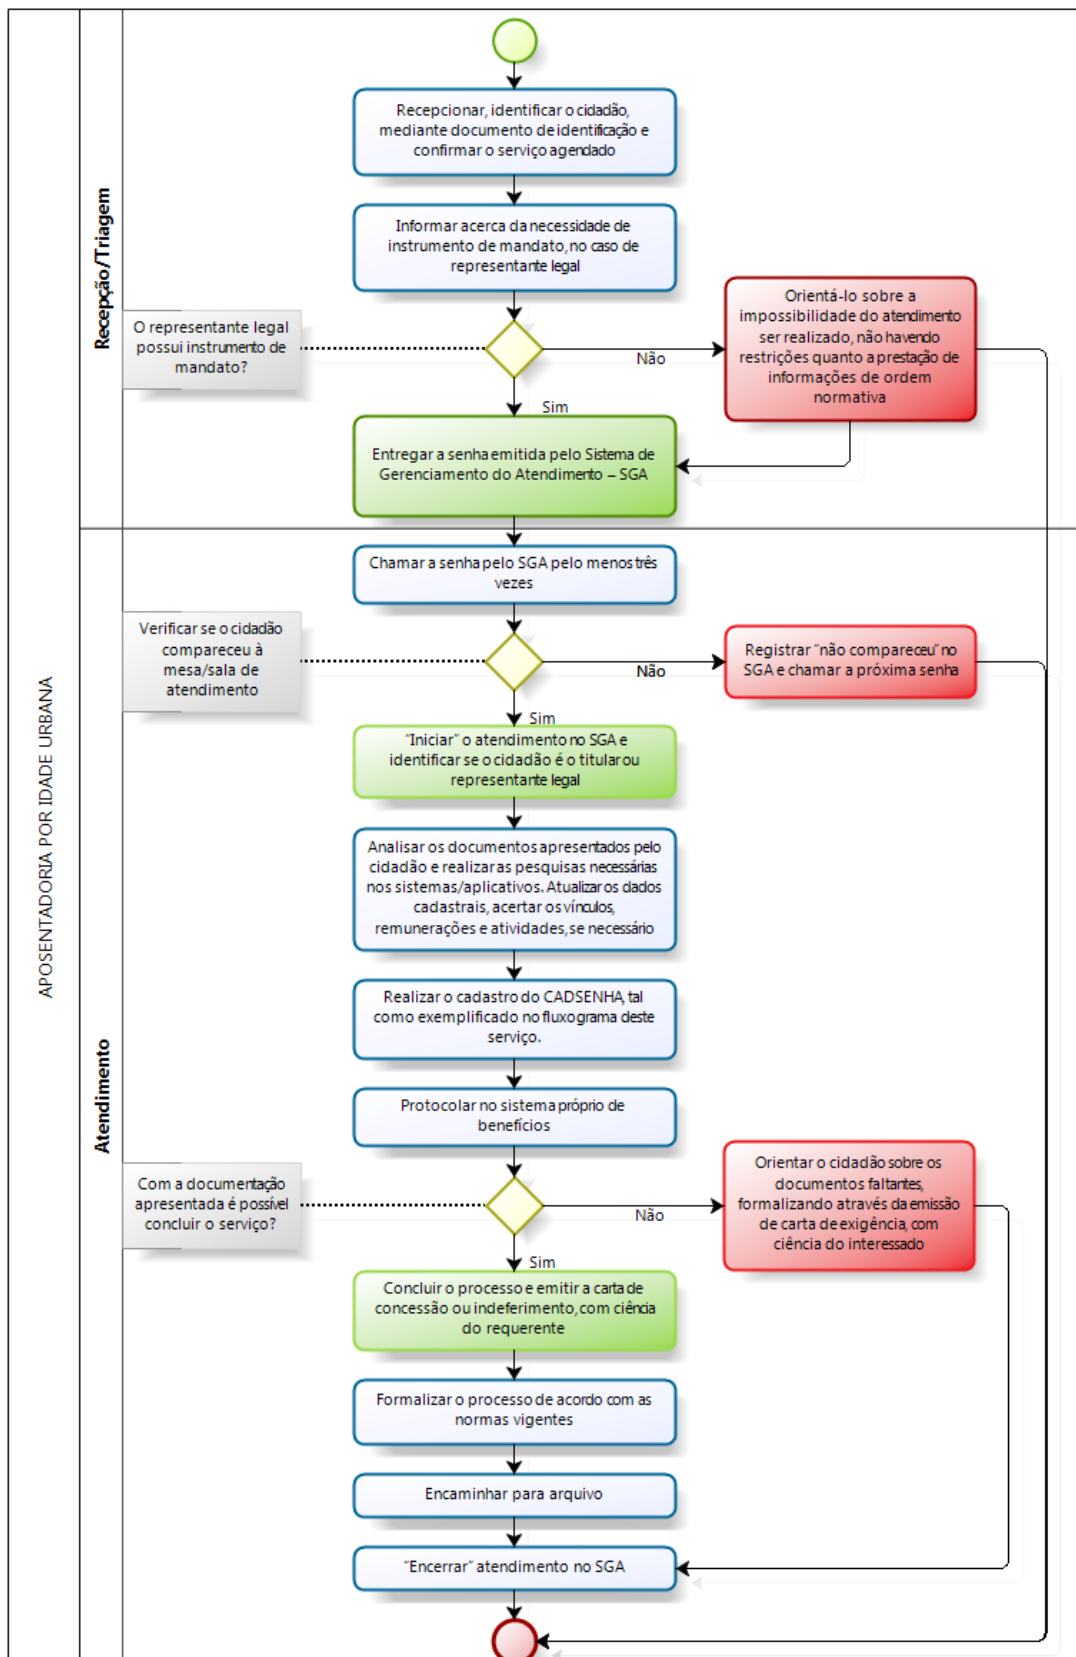 APOSENTADORIA POR IDADE URBANA
Recepção/Triagem
Recepcionar, identificar o cidadão,
mediante documento de identificação e
confirmar o serviço agendado
Informar acerca da necessidade de
instrumento de mandato, no caso de
representante legal
O representante legal
possui instrumento de
mandato?
Não
Orientá-lo sobre a
impossibilidade do atendimento
ser realizado, não havendo
restrições quanto a prestação de
informações de ordem
normativa
Sim
Entregar a senha emitida pelo Sistema de
Gerenciamento do Atendimento – SGA
Atendimento
Chamar a senha pelo SGA pelo menos três
vezes
Verificar se o cidadão
compareceu à
mesa/sala de
atendimento
Não
Registrar “não compareceu” no
SGA e chamar a próxima senha
Sim
“Iniciar” o atendimento no SGA e
identificar se o cidadão é o titular ou
representante legal
Analisar os documentos apresentados pelo
cidadão e realizar as pesquisas necessárias
nos sistemas/aplicativos. Atualizar os dados
cadastrais, acertar os vínculos,
remunerações e atividades, se necessário
Realizar o cadastro do CADSENHA, tal
como exemplificado no fluxograma deste
serviço.
Protocolar no sistema próprio de
benefícios
Com a documentação
apresentada é possível
concluir o serviço?
Não
Orientar o cidadão sobre os
documentos faltantes,
formalizando através da emissão
de carta de exigência, com
ciência do interessado
Sim
Concluir o processo e emitir a carta de
concessão ou indeferimento, com ciência
do requerente
Formalizar o processo de acordo com as
normas vigentes
Encaminhar para arquivo
“Encerrar” atendimento no SGA